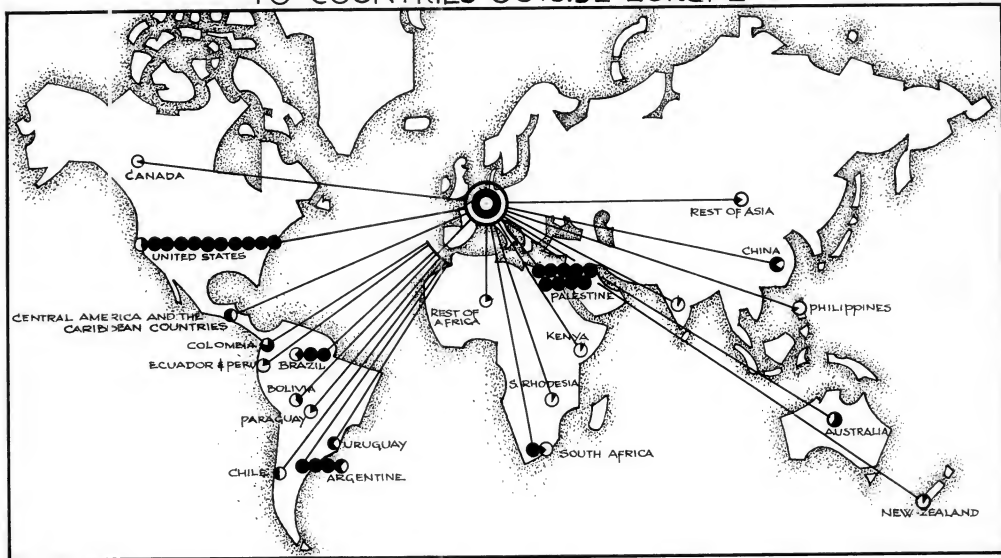 TO COUNTRIES OUTSIDE EUROPE
CANADA
REST OF ASIA
UNITED STATES
CHINA
PALESTINE
CENTRAL AMERICA AND THE
CARIBBEAN COUNTRIES
REST OF
AFRICA
PHILIPPINES
COLOMBIA
KENYA
ECUADOR & PERU
BRAZIL
BOLIVIA
S. RHODESIA
PARAGUAY
AUSTRALIA
URUGUAY
SOUTH AFRICA
CHILE
ARGENTINE
NEW ZEALAND